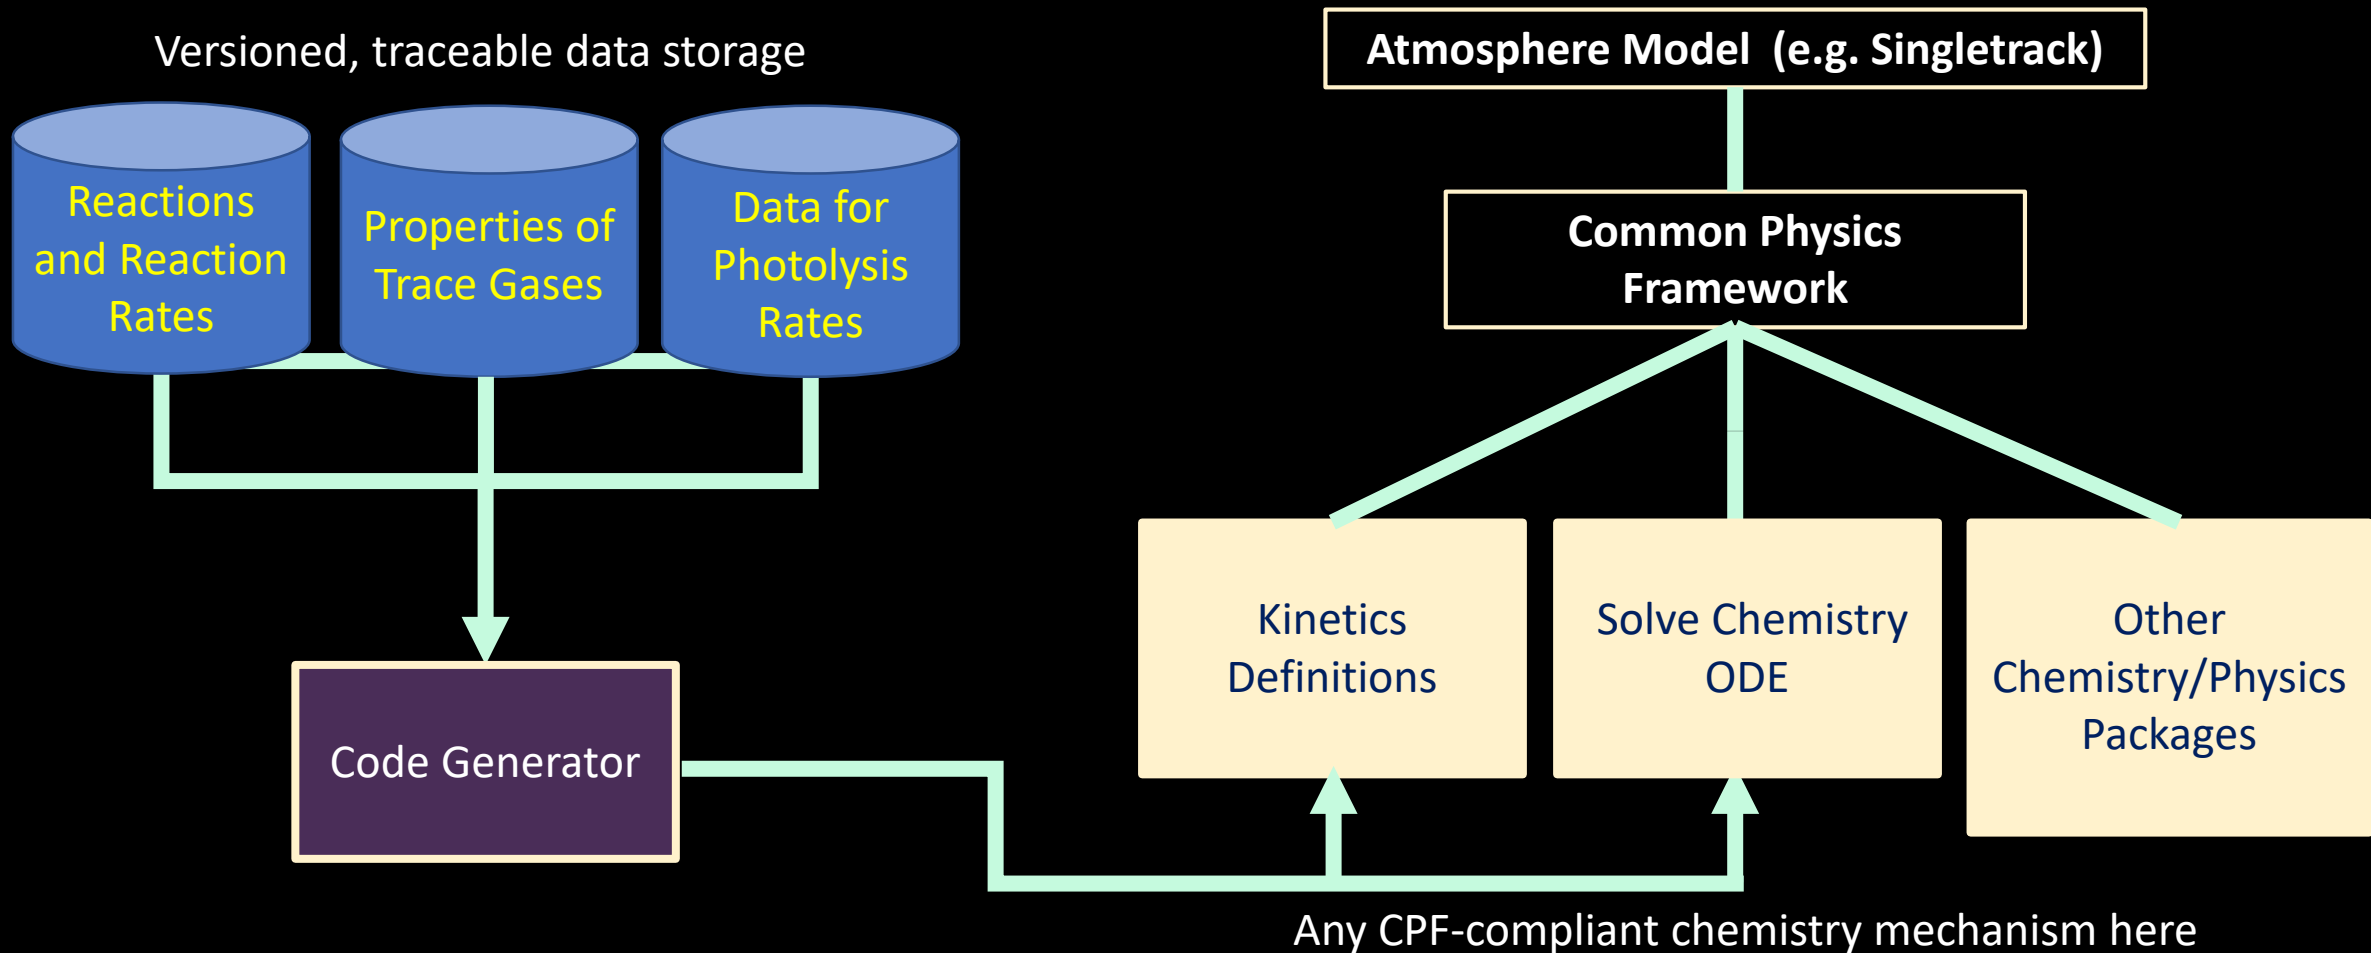 Versioned, traceable data storage
Reactions
and Reaction
Rates
Properties of
Trace Gases
Data for
Photolysis
Rates
Code Generator
Atmosphere Model  (e.g. Singletrack)
Common Physics
Framework
Kinetics
Definitions
Solve Chemistry
ODE
Other
Chemistry/Physics
Packages
Any CPF-compliant chemistry mechanism here